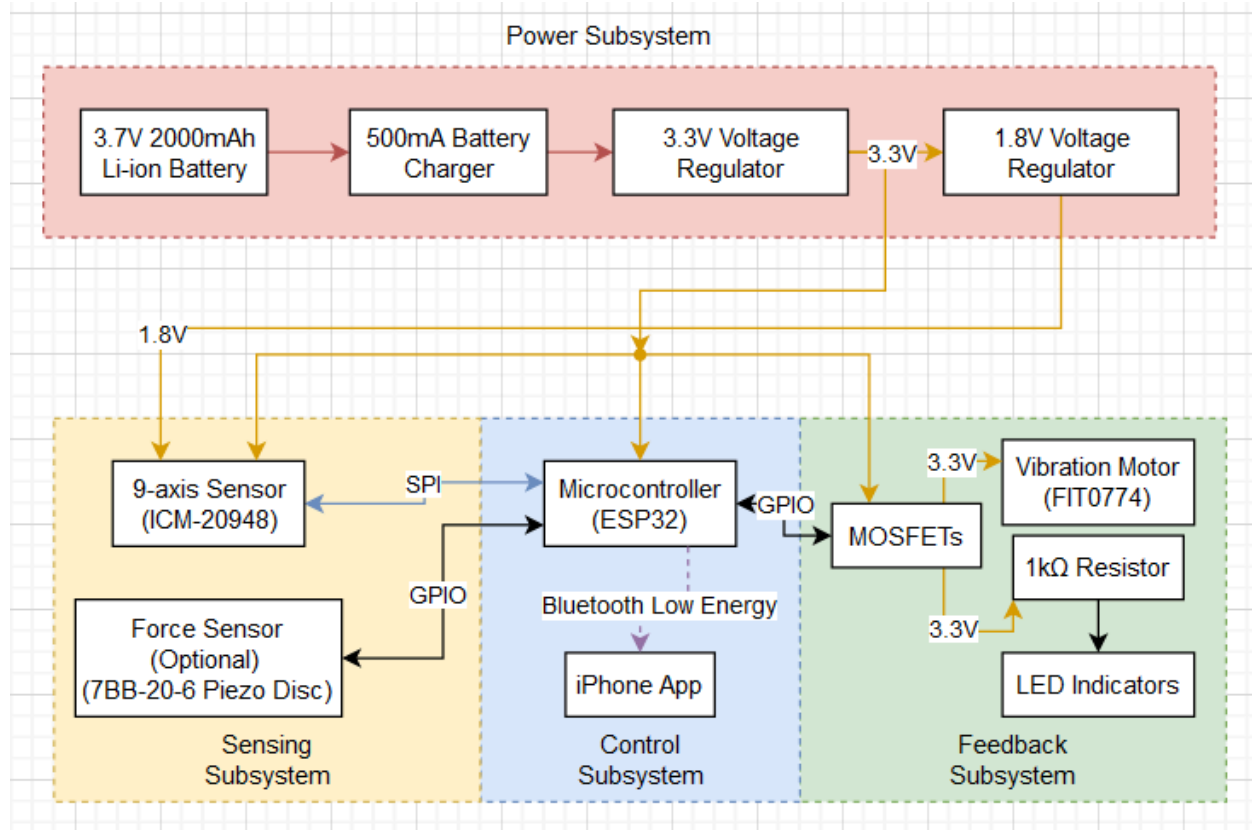 Power Subsystem
3.7V 2000mAh
Li-ion Battery
500mA Battery
Charger
3.3V Voltage
Regulator
3.3V
1.8V Voltage
Regulator
1.8V
9-axis Sensor
(ICM-20948)
SPI
Microcontroller
(ESP32)
GPIO
MOSFETs
3.3V
Vibration Motor
(FIT0774)
1kΩ Resistor
3.3V
LED Indicators
GPIO
Force Sensor
(Optional)
(7BB-20-6 Piezo Disc)
Bluetooth Low Energy
iPhone App
Sensing
Subsystem
Control
Subsystem
Feedback
Subsystem